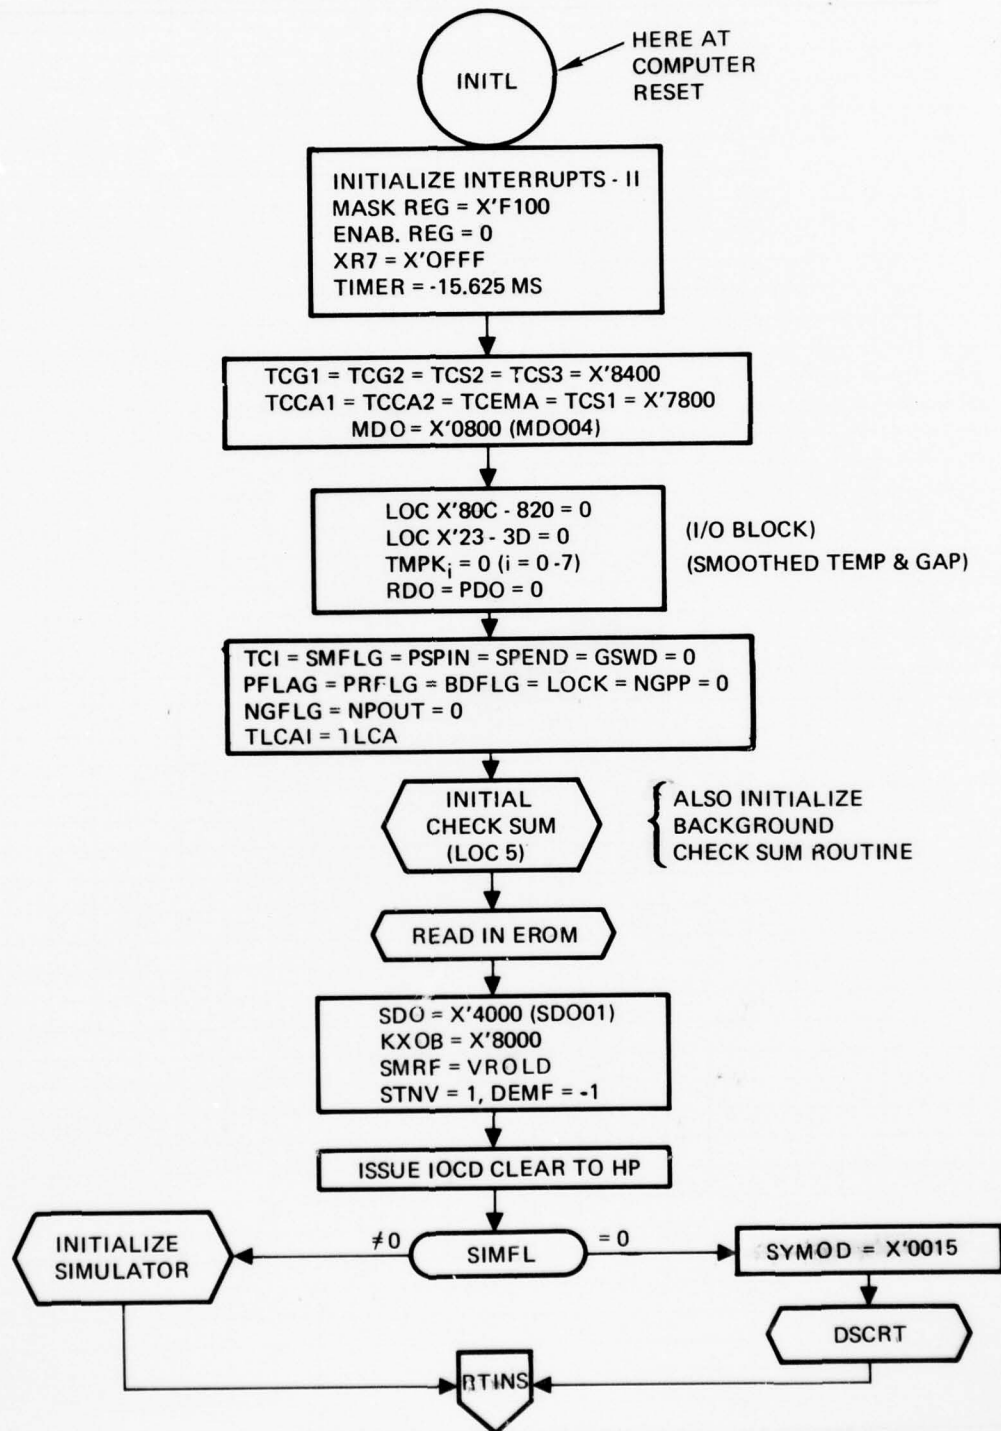 INITL
HERE AT
COMPUTER
RESET
INITIALIZE INTERRUPTS - II
MASK REG = X'F100
ENAB. REG = 0
XR7 = X'OFFF
TIMER = -15.625 MS
TCG1 = TCG2 = TCS2 = TCS3 = X'8400
TCCA1 = TCCA2 = TCEMA = TCS1 = X'7800
MDO = X'0800 (MDO04)
LOC X'80C - 820 = 0
LOC X'23 - 3D = 0
TMPKi = 0 (i = 0 -7)
RDO = PDO = 0
(I/O BLOCK)
(SMOOTHED TEMP & GAP)
TCI = SMFLG = PSPIN = SPEND = GSWD = 0
PFLAG = PRFLG = BDFLG = LOCK = NGPP = 0
NGFLG = NPOUT = 0
TLCAI = TLCA
INITIAL
CHECK SUM
(LOC 5)
ALSO INITIALIZE
BACKGROUND
CHECK SUM ROUTINE
READ IN EROM
SDO = X'4000 (SDO01)
KXOB = X'8000
SMRF = VROLD
STNV = 1, DEMF = -1
ISSUE IOCD CLEAR TO HP
INITIALIZE
SIMULATOR
≠0
SIMFL
= 0
SYMOD = X'0015
DSCRT
RTINS